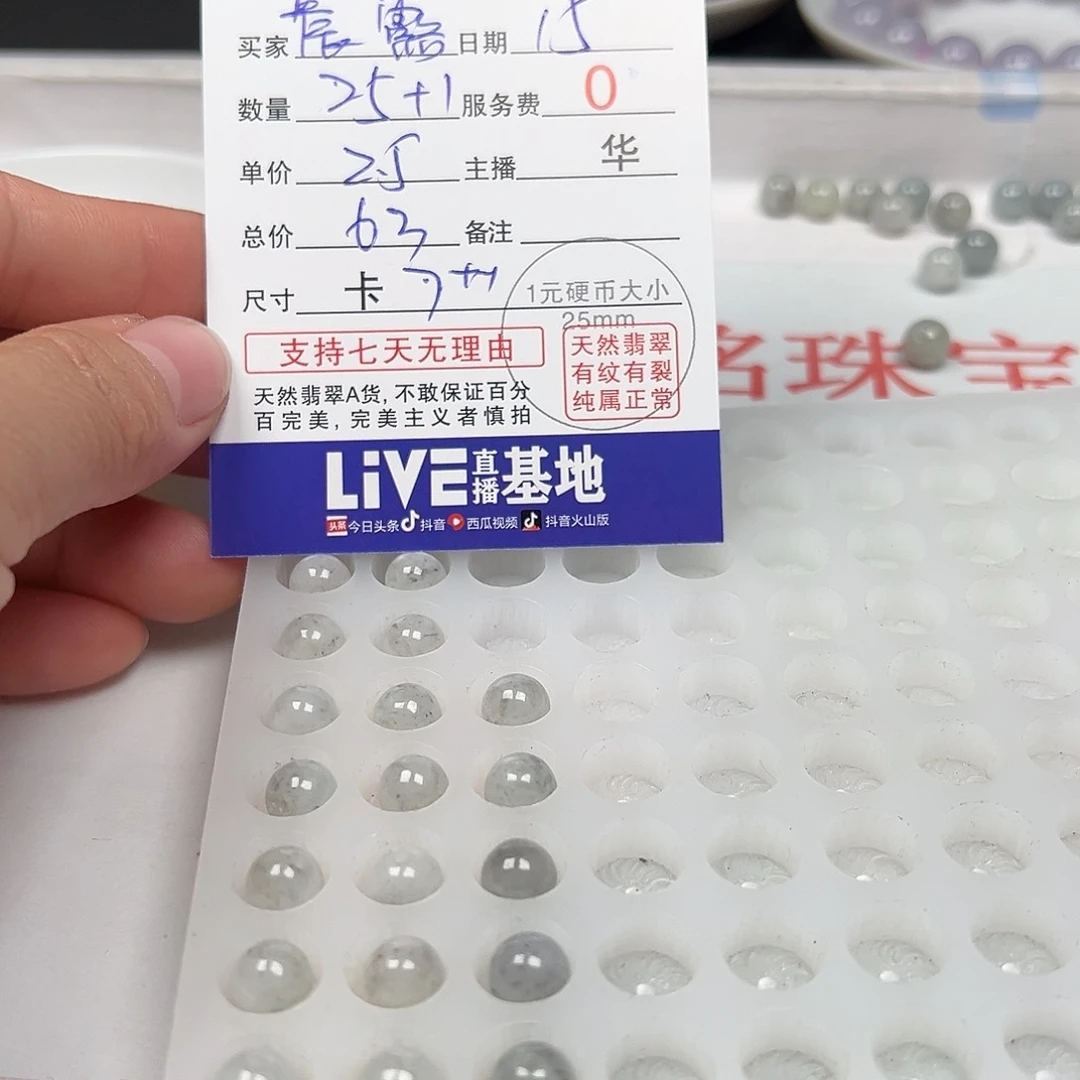 买家 晨露 日期 15
数量 25+1 服务费 0
单价 25 主播 华
总价 63 备注
尺寸 卡 7+
1元硬币大小
25mm
支持七天无理由
天然翡翠
有纹有裂
纯属正常
天然翡翠A货,不敢保证百分
百完美,完美主义者慎拍
LiVE直播基地
头条 今日头条 抖音 西瓜视频 抖音火山版
珠宝